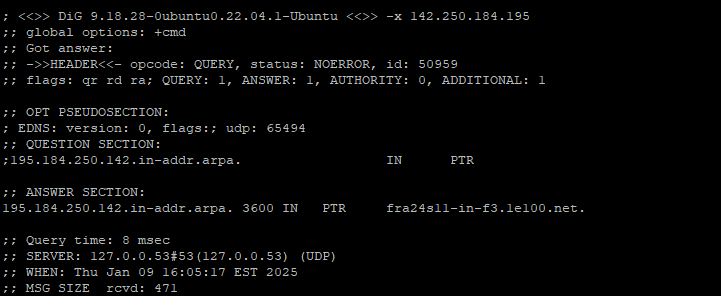 ; <<>> DiG 9.18.28-0ubuntu0.22.04.1-Ubuntu <<>> -x 142.250.184.195
;; global options: +cmd
;; Got answer:
;; ->>HEADER<<- opcode: QUERY, status: NOERROR, id: 50959
;; flags: qr rd ra; QUERY: 1, ANSWER: 1, AUTHORITY: 0, ADDITIONAL: 1
;; OPT PSEUDOSECTION:
; EDNS: version: 0, flags:; udp: 65494
;; QUESTION SECTION:
;195.184.250.142.in-addr.arpa. IN PTR
;; ANSWER SECTION:
195.184.250.142.in-addr.arpa. 3600 IN PTR fra24s11-in-f3.1e100.net.
;; Query time: 8 msec
;; SERVER: 127.0.0.53#53(127.0.0.53) (UDP)
;; WHEN: Thu Jan 09 16:05:17 EST 2025
;; MSG SIZE rcvd: 471